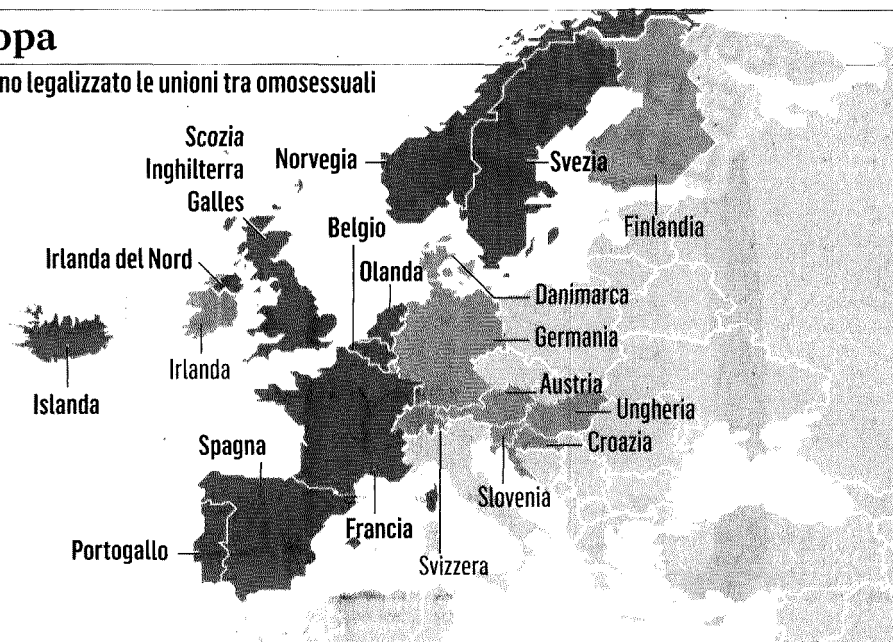 opa
no legalizzato le unioni tra omosessuali
Scozia
Inghilterra
Galles
Norvegia
Svezia
Finlandia
Belgio
Irlanda del Nord
Olanda
Danimarca
Germania
Irlanda
Islanda
Austria
Ungheria
Croazia
Spagna
Slovenia
Francia
Portogallo
Svizzera